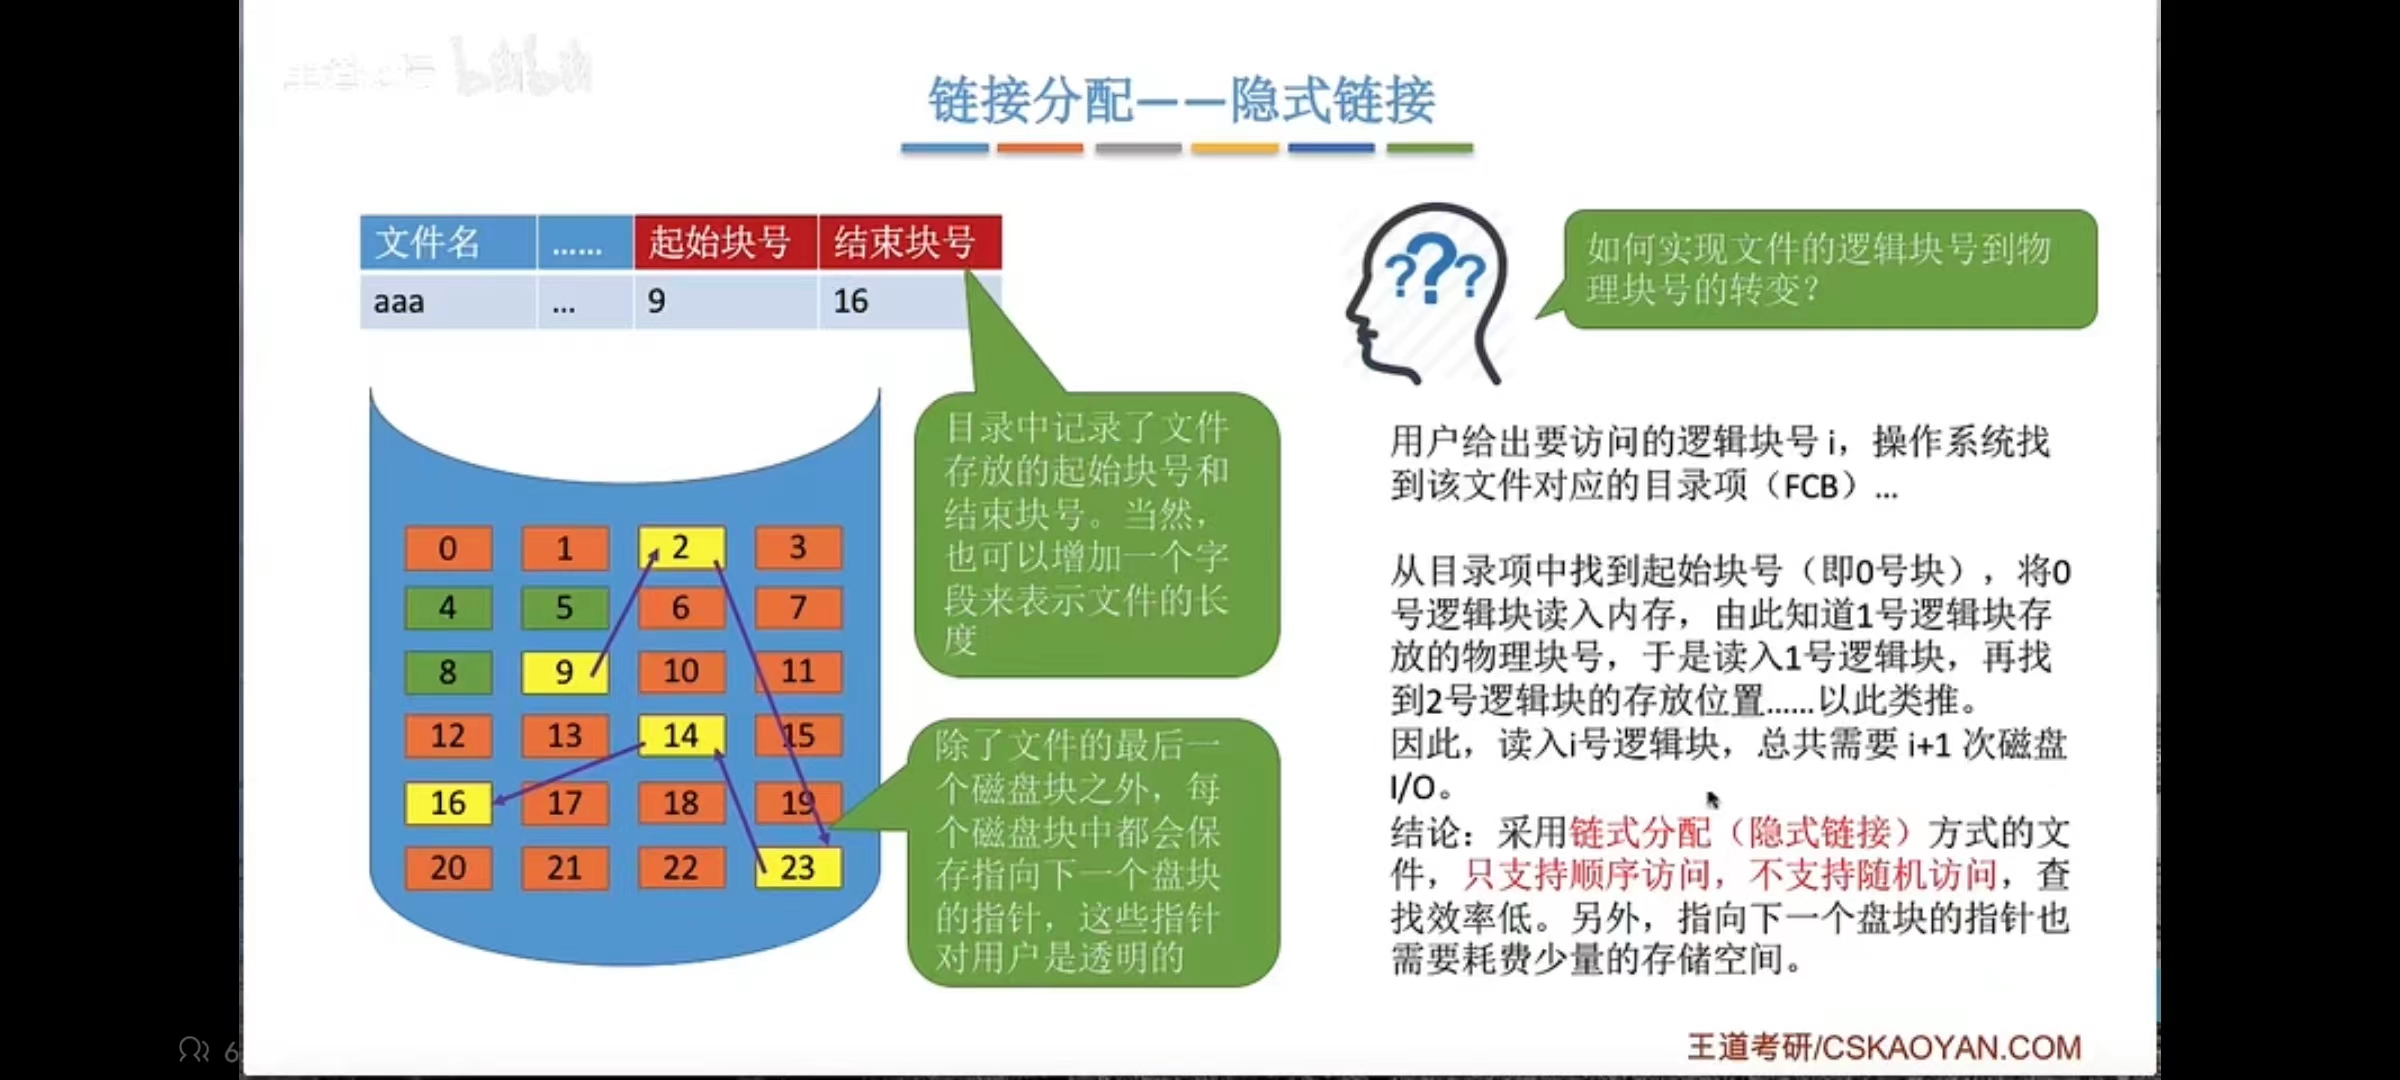 链接分配——隐式链接
文件名 …… 起始块号 结束块号
aaa … 9 16
目录中记录了文件
存放的起始块号和
结束块号。当然，
也可以增加一个字
段来表示文件的长
度
0 1 2 3
4 5 6 7
8 9 10 11
12 13 14 15
16 17 18 19
20 21 22 23
除了文件的最后一
个磁盘块之外，每
个磁盘块中都会保
存指向下一个盘块
的指针，这些指针
对用户是透明的
???
如何实现文件的逻辑块号到物
理块号的转变？
用户给出要访问的逻辑块号 i，操作系统找
到该文件对应的目录项（FCB）…
从目录项中找到起始块号（即0号块），将0
号逻辑块读入内存，由此知道1号逻辑块存
放的物理块号，于是读入1号逻辑块，再找
到2号逻辑块的存放位置……以此类推。
因此，读入i号逻辑块，总共需要 i+1 次磁盘
I/O。
结论：采用链式分配（隐式链接）方式的文
件，只支持顺序访问，不支持随机访问，查
找效率低。另外，指向下一个盘块的指针也
需要耗费少量的存储空间。
王道考研/CSKAOYAN.COM
bilibili
6